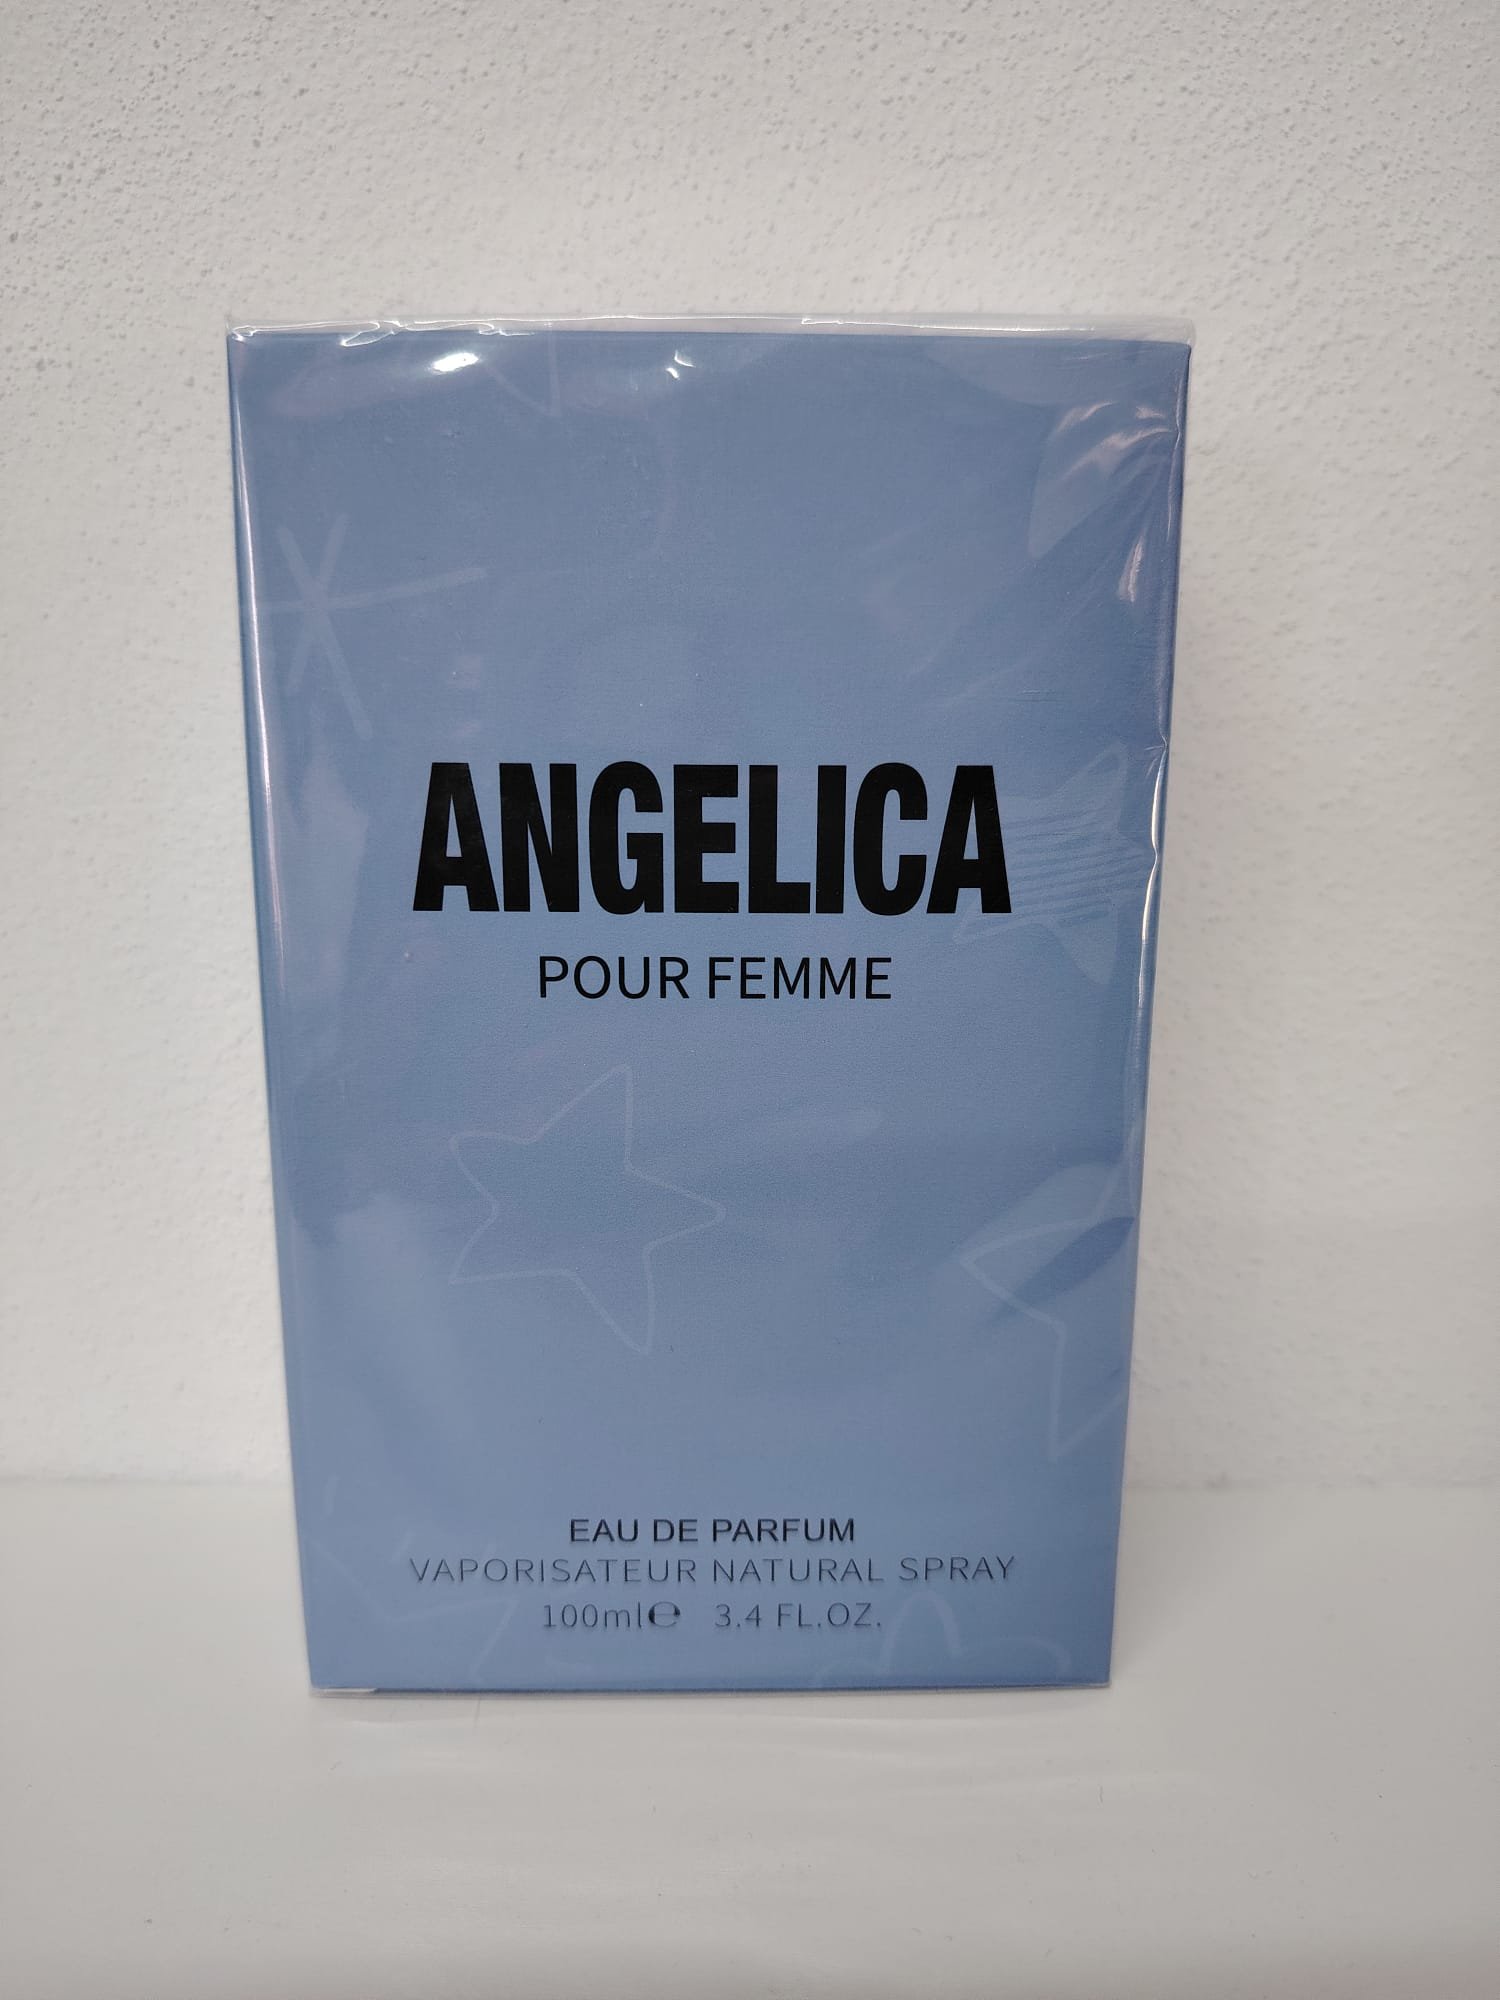 ANGELICA
POUR FEMME
EAU DE PARFUM
VAPORISATEUR NATURAL SPRAY
100ml℮ 3.4 FL.OZ.